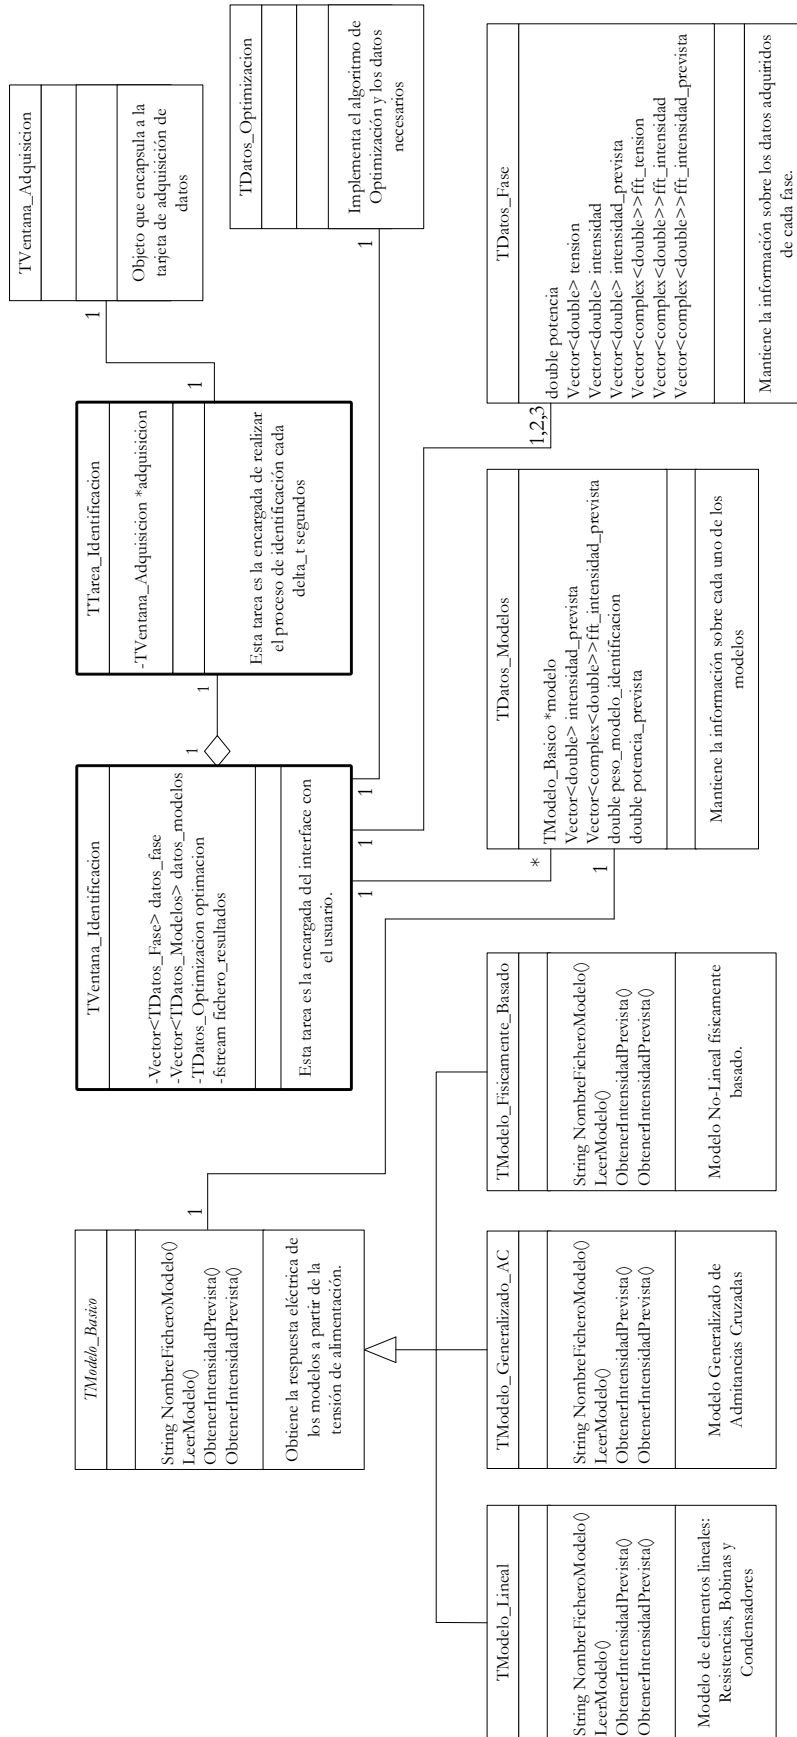 TModelo_Basico
String NombreFicheroModelo()
LeerModelo()
ObtenerIntensidadPrevista()
ObtenerIntensidadPrevista()
Obtiene la respuesta eléctrica de
los modelos a partir de la
tensión de alimentación.
1
TVentana_Identificacion
-Vector<TDatos_Fase> datos_fase
-Vector<TDatos_Modelos> datos_modelos
-TDatos_Optimizacion optimacion
-fstream fichero_resultados
Esta tarea es la encargada del interface con
el usuario.
1
1
1
1
1
TTarea_Identificacion
-TVentana_Adquisicion *adquisicion
Esta tarea es la encargada de realizar
el proceso de identificación cada
delta_t segundos
1
1
TVentana_Adquisicion
Objeto que encapsula a la
tarjeta de adquisición de
datos
TDatos_Optimizacion
Implementa el algoritmo de
Optimización y los datos
necesarios
1
TModelo_Lineal
String NombreFicheroModelo()
LeerModelo()
ObtenerIntensidadPrevista()
ObtenerIntensidadPrevista()
Modelo de elementos lineales:
Resistencias, Bobinas y
Condensadores
TModelo_Generalizado_AC
String NombreFicheroModelo()
LeerModelo()
ObtenerIntensidadPrevista()
ObtenerIntensidadPrevista()
Modelo Generalizado de
Admitancias Cruzadas
TModelo_Fisicamente_Basado
String NombreFicheroModelo()
LeerModelo()
ObtenerIntensidadPrevista()
ObtenerIntensidadPrevista()
Modelo No-Lineal físicamente
basado.
1
*
TDatos_Modelos
TModelo_Basico *modelo
Vector<double> intensidad_prevista
Vector<complex<double>>fft_intensidad_prevista
double peso_modelo_identificacion
double potencia_prevista
Mantiene la información sobre cada uno de los
modelos
1,2,3
TDatos_Fase
double potencia
Vector<double> tension
Vector<double> intensidad
Vector<double> intensidad_prevista
Vector<complex<double>>fft_tension
Vector<complex<double>>fft_intensidad
Vector<complex<double>>fft_intensidad_prevista
Mantiene la información sobre los datos adquiridos
de cada fase.